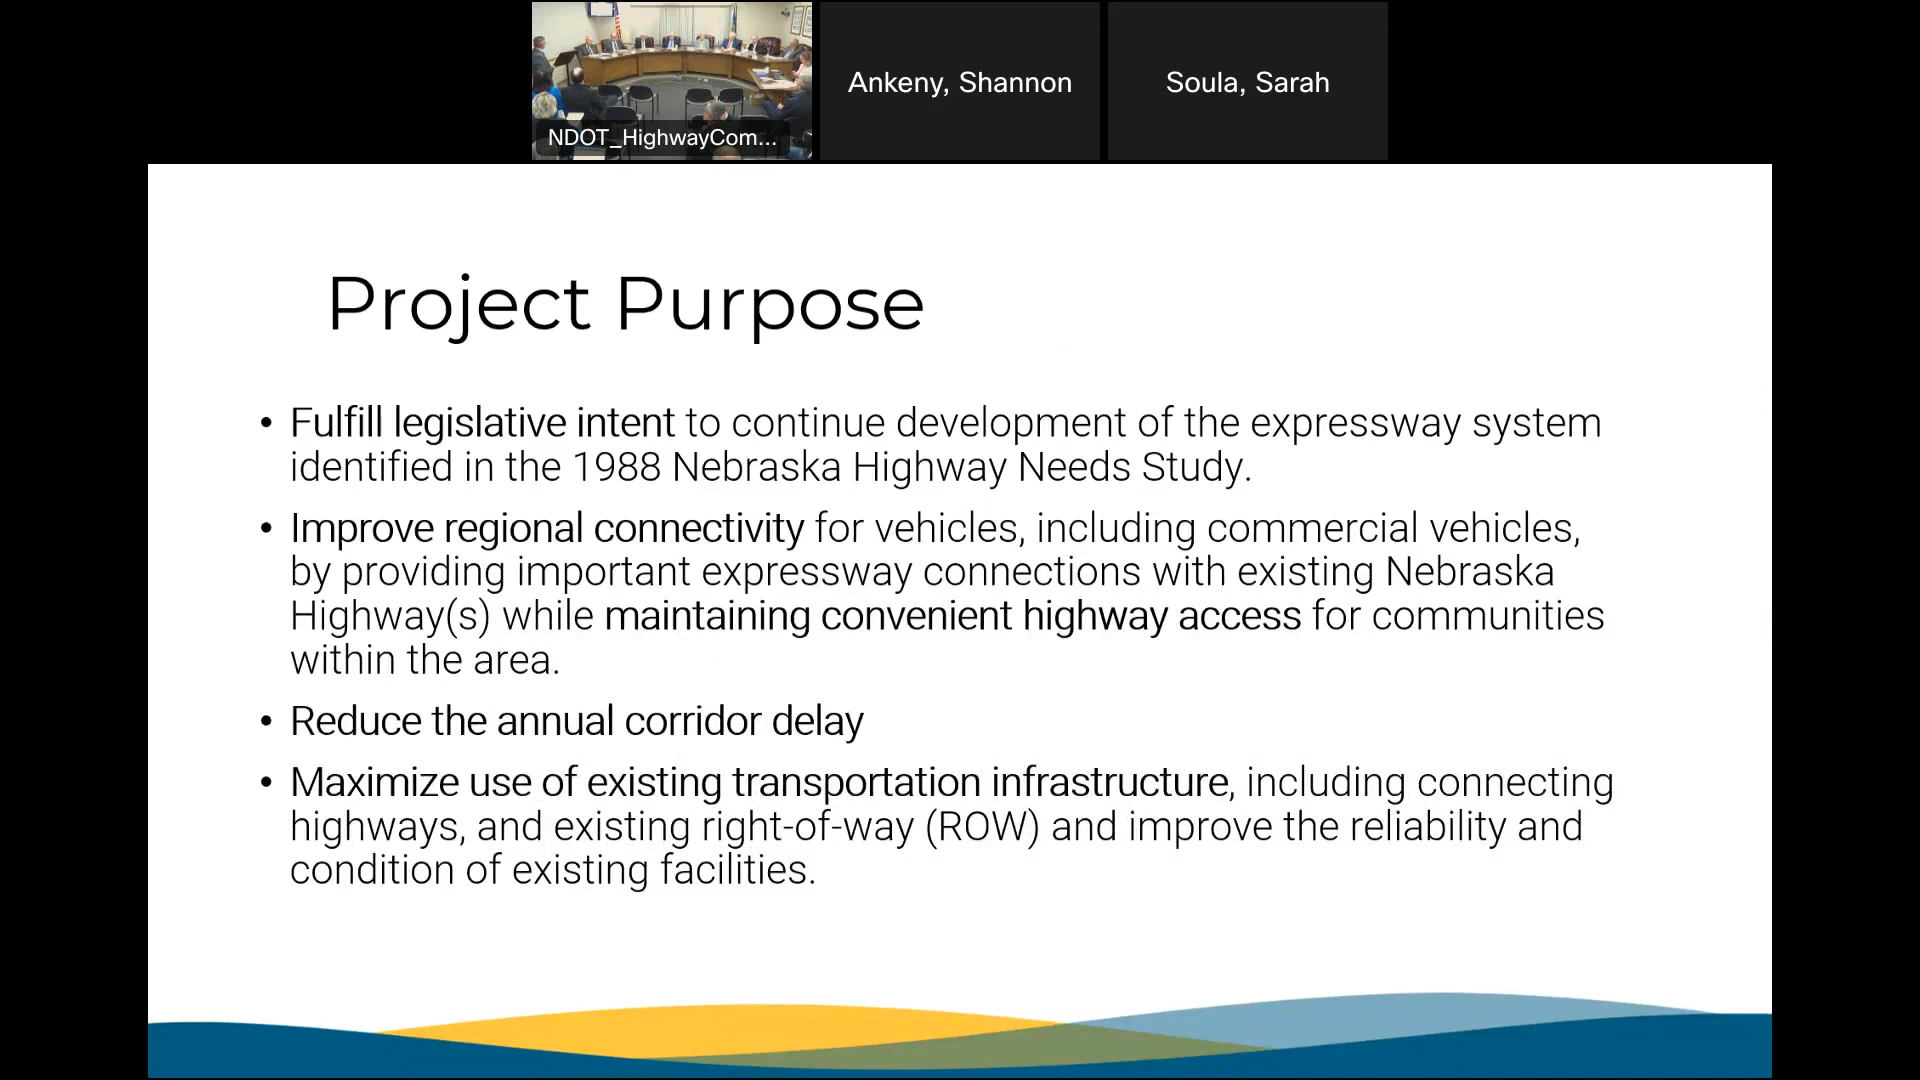 NDOT_HighwayCom...
Ankeny, Shannon
Soula, Sarah
Project Purpose
• Fulfill legislative intent to continue development of the expressway system
identified in the 1988 Nebraska Highway Needs Study.
• Improve regional connectivity for vehicles, including commercial vehicles,
by providing important expressway connections with existing Nebraska
Highway(s) while maintaining convenient highway access for communities
within the area.
• Reduce the annual corridor delay
• Maximize use of existing transportation infrastructure, including connecting
highways, and existing right-of-way (ROW) and improve the reliability and
condition of existing facilities.